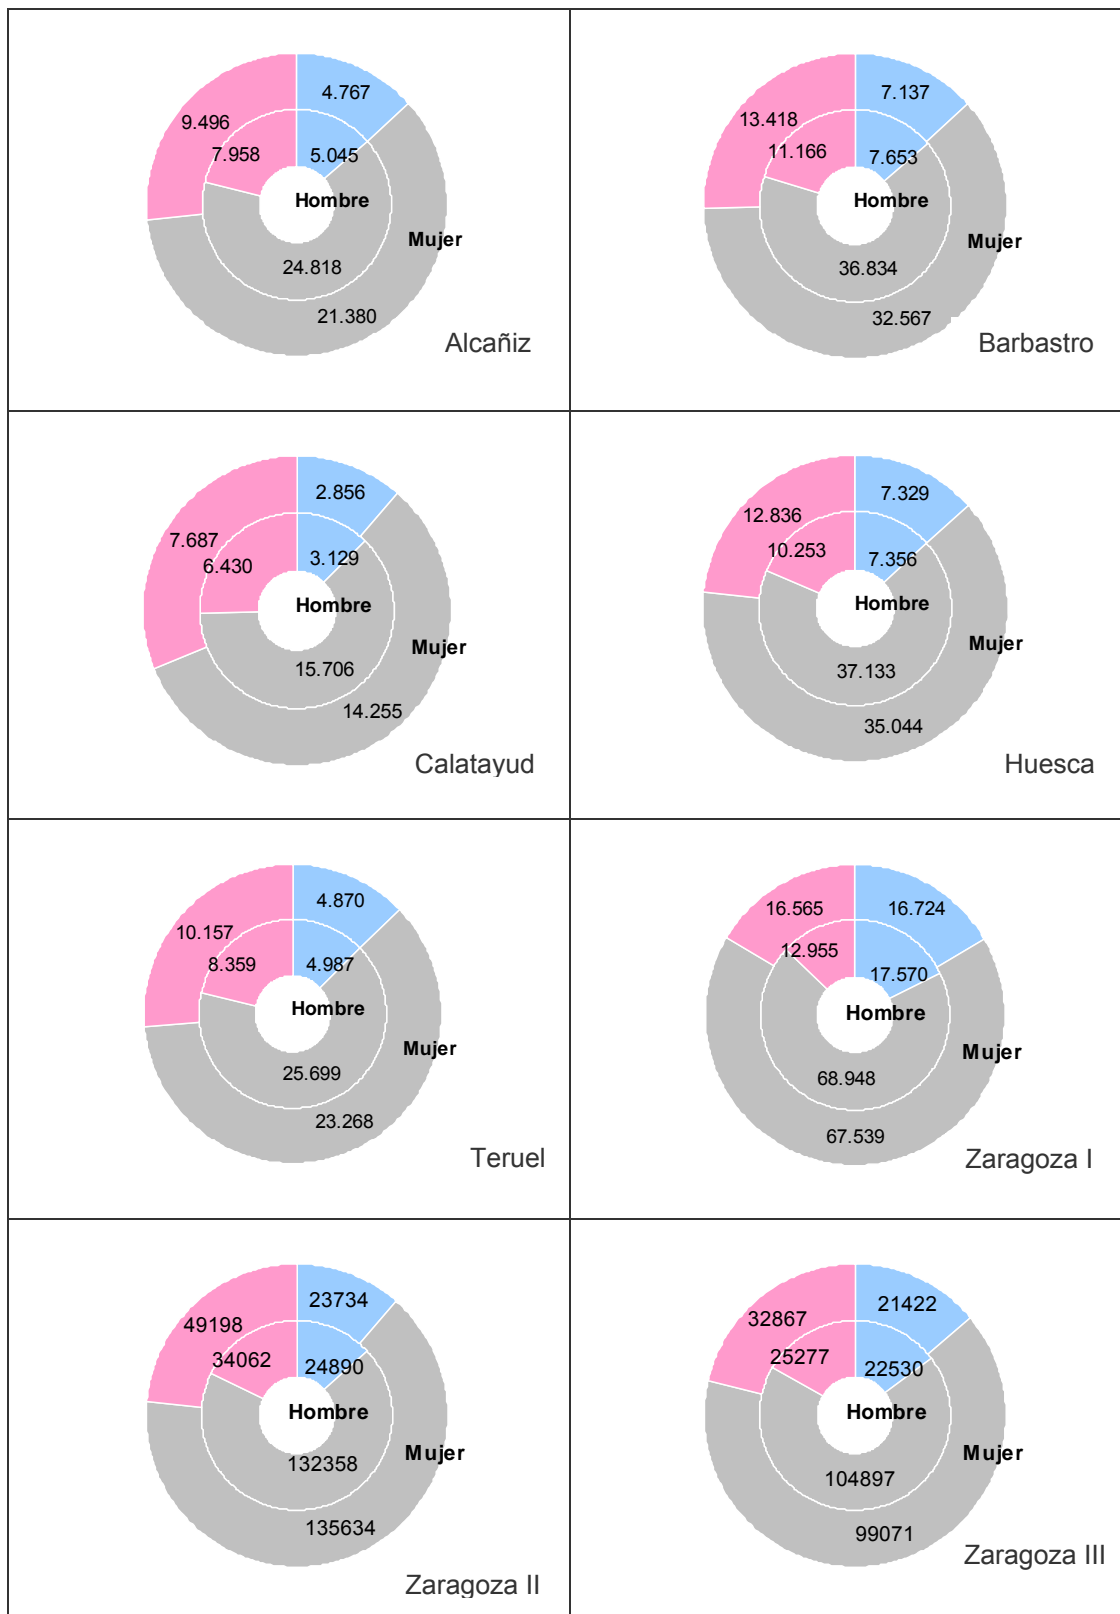 4.767
9.496
7.958
5.045
Hombre
Mujer
24.818
21.380
Alcañiz
7.137
13.418
11.166
7.653
Hombre
Mujer
36.834
32.567
Barbastro
2.856
7.687
6.430
3.129
Hombre
Mujer
15.706
14.255
Calatayud
7.329
12.836
10.253
7.356
Hombre
Mujer
37.133
35.044
Huesca
4.870
10.157
8.359
4.987
Hombre
Mujer
25.699
23.268
Teruel
16.565
16.724
12.955
17.570
Hombre
Mujer
68.948
67.539
Zaragoza I
23734
49198
34062
24890
Hombre
Mujer
132358
135634
Zaragoza II
21422
32867
25277
22530
Hombre
Mujer
104897
99071
Zaragoza III